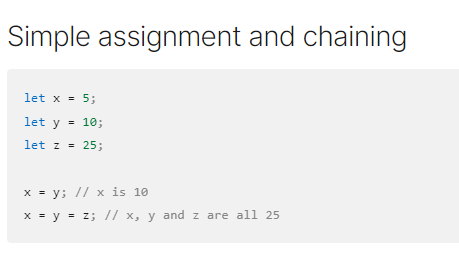 Simple assignment and chaining
let x = 5;
let y = 10;
let z = 25;
x = y; // x is 10
x = y = z; // x, y and z are all 25